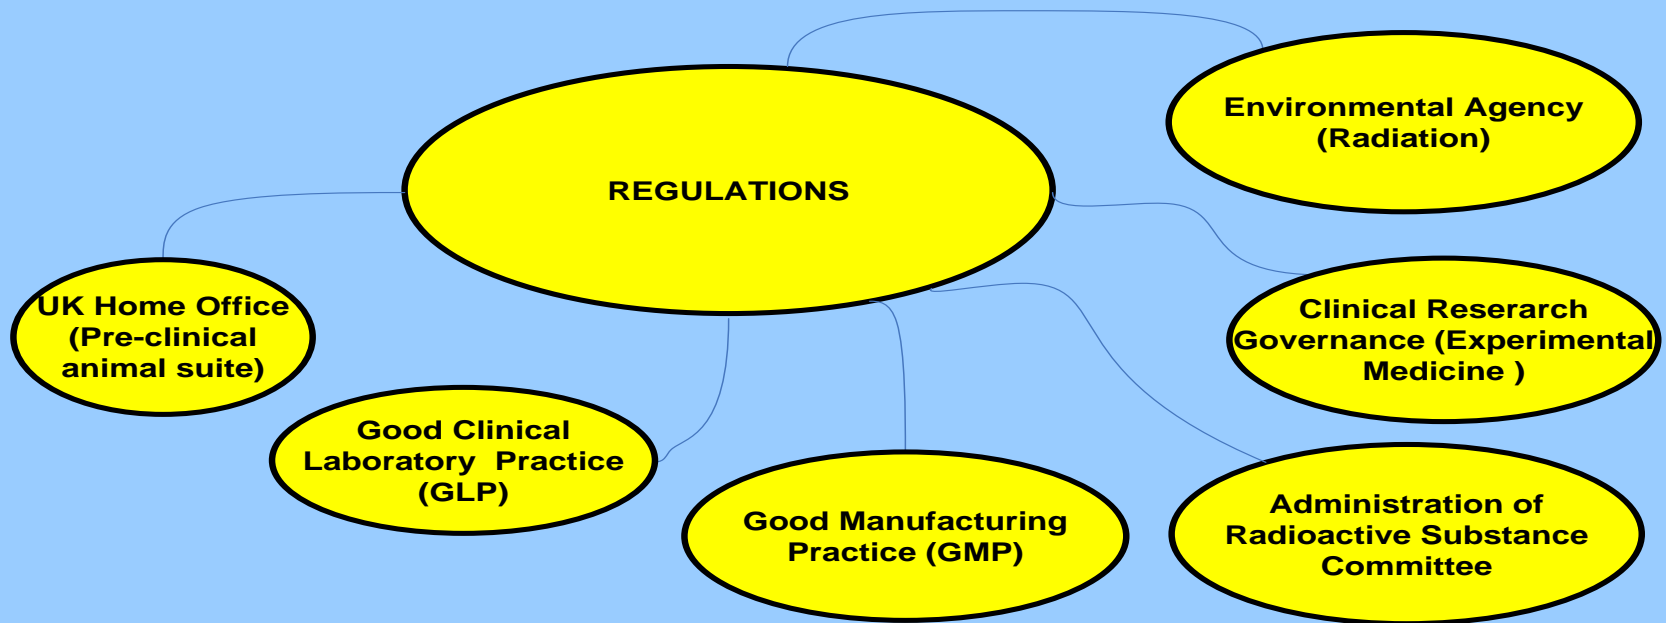 REGULATIONS
Environmental Agency
(Radiation)
UK Home Office
(Pre-clinical
animal suite)
Clinical Reserarch
Governance (Experimental
Medicine )
Good Clinical
Laboratory  Practice
(GLP)
Good Manufacturing
Practice (GMP)
Administration of
Radioactive Substance
Committee